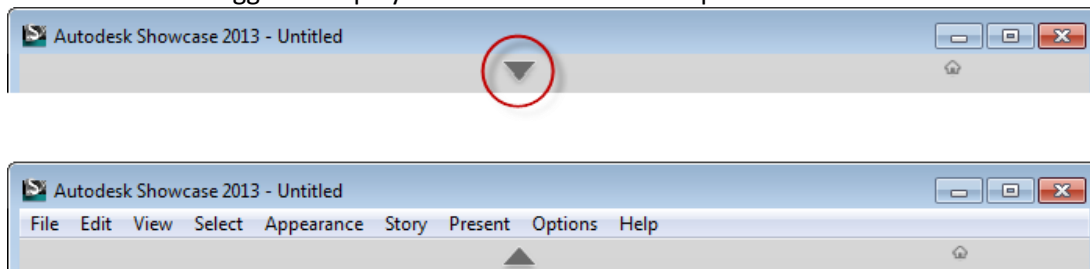 Autodesk Showcase 2013 - Untitled
Autodesk Showcase 2013 - Untitled
File Edit View Select Appearance Story Present Options Help